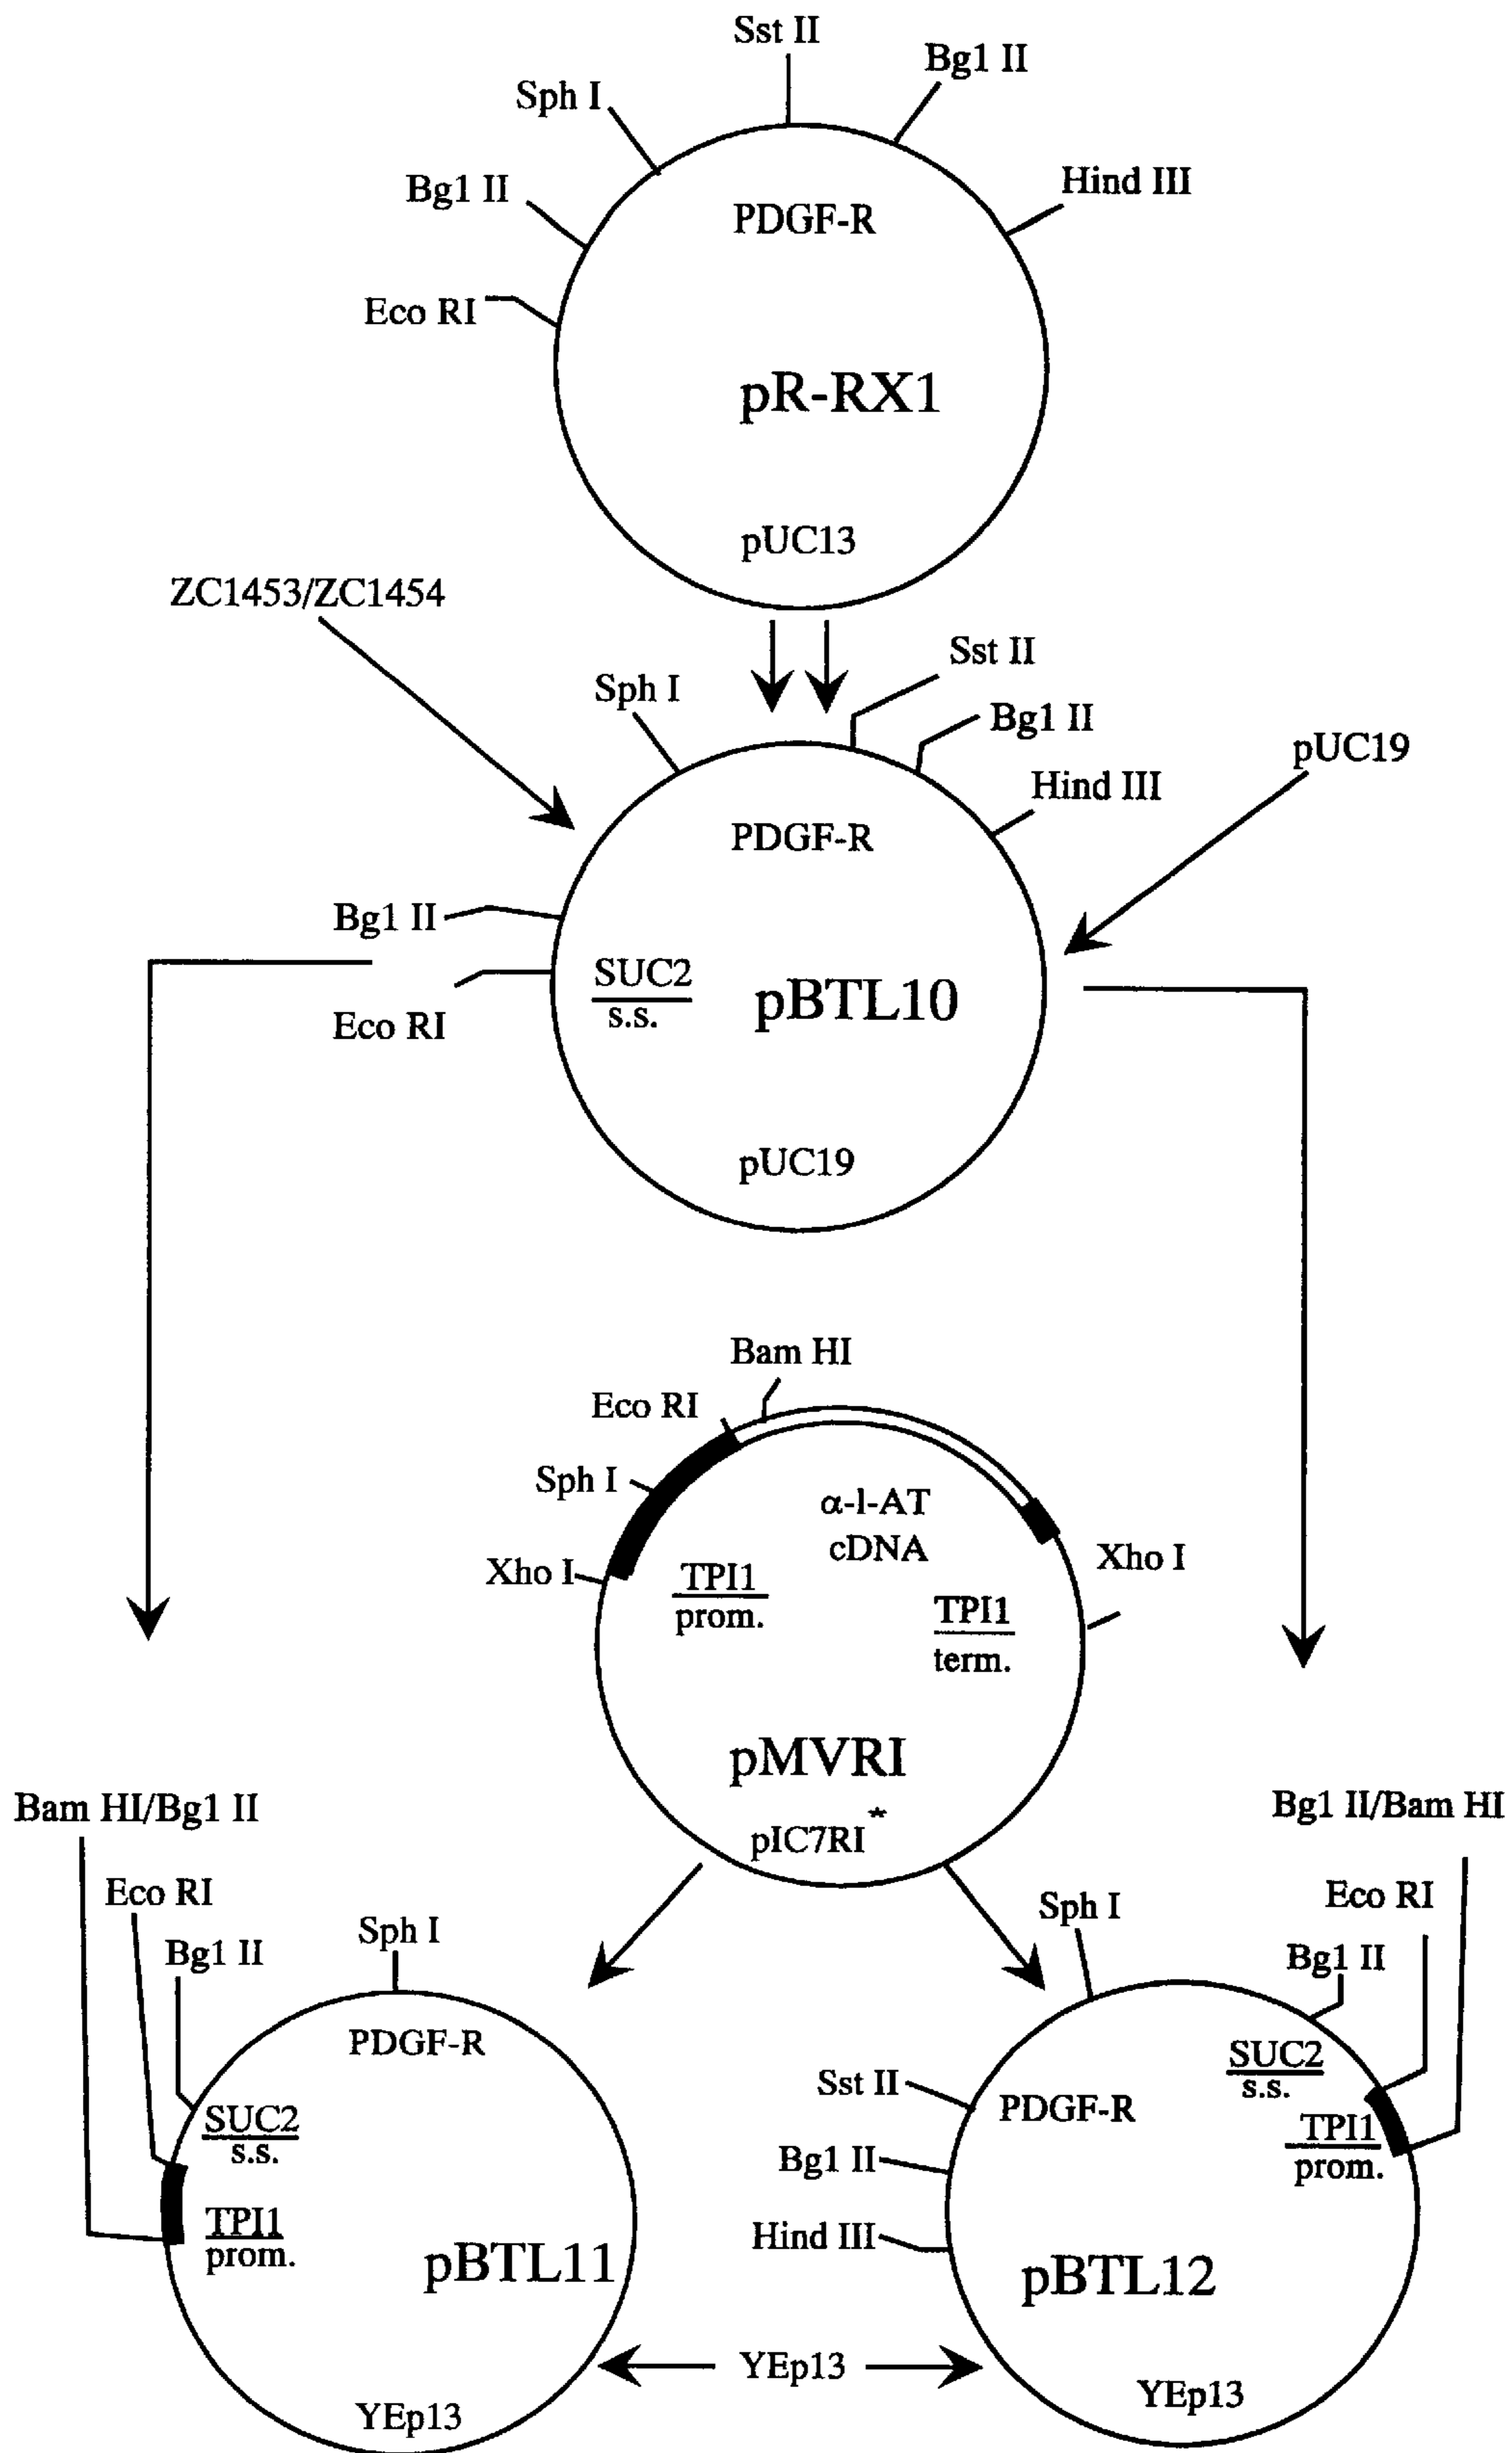 Sst II
Bg1 II
Sph I
Hind III
Bg1 II
PDGF-R
Eco RI
pR-RX1
pUC13
ZC1453/ZC1454
Sst II
Sph I
Bg1 II
pUC19
Hind III
PDGF-R
Bg1 II
SUC2
s.s.
pBTL10
Eco RI
pUC19
Bam HI
Eco RI
Sph I
α-l-AT
cDNA
Xho I
Xho I
TPI1
prom.
TPI1
term.
pMVRI
pIC7RI*
Bam HI/Bg1 II
Bg1 II/Bam HI
Eco RI
Bg1 II
Sph I
PDGF-R
SUC2
s.s.
TPI1
prom.
pBTL11
YEp13
YEp13
Sph I
Eco RI
Bg1 II
SUC2
s.s.
Sst II
PDGF-R
TPI1
prom.
Bg1 II
Hind III
pBTL12
YEp13